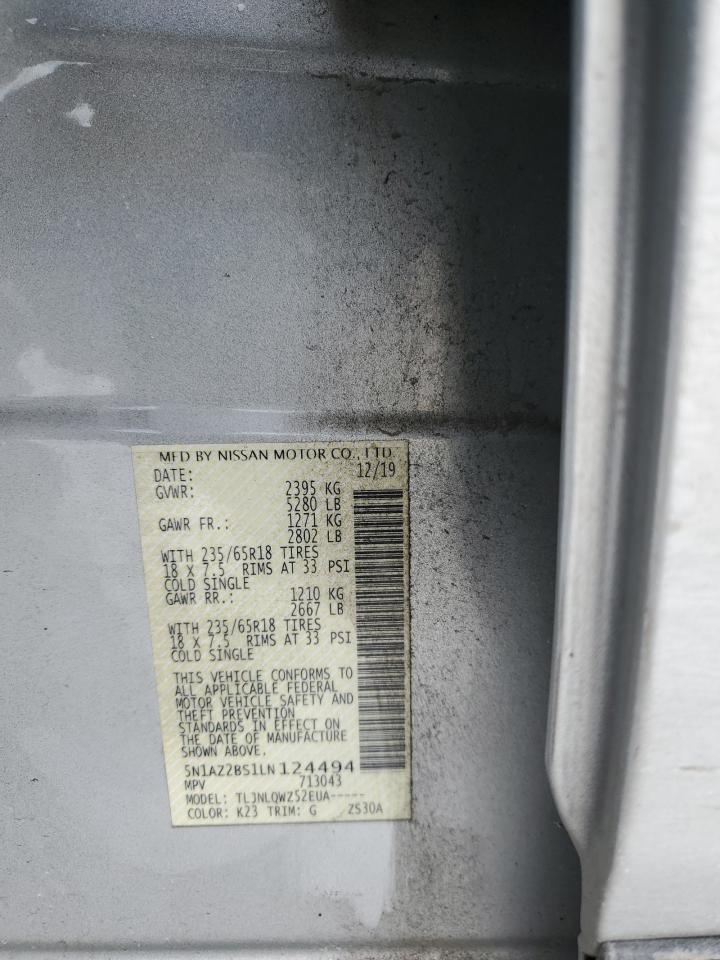 MFD BY NISSAN MOTOR CO., LTD.
DATE: 12/19
GVWR: 2395 KG
5280 LB
GAWR FR.: 1271 KG
2802 LB
WITH 235/65R18 TIRES
18 X 7.5 RIMS AT 33 PSI
COLD SINGLE
GAWR RR.: 1210 KG
2667 LB
WITH 235/65R18 TIRES
18 X 7.5 RIMS AT 33 PSI
COLD SINGLE
THIS VEHICLE CONFORMS TO
ALL APPLICABLE FEDERAL
MOTOR VEHICLE SAFETY AND
THEFT PREVENTION
STANDARDS IN EFFECT ON
THE DATE OF MANUFACTURE
SHOWN ABOVE.
5N1AZ2BS1LN124494
MPV 713043
MODEL: TLJNLQWZ52EUA-----
COLOR: K23 TRIM: G ZS30A